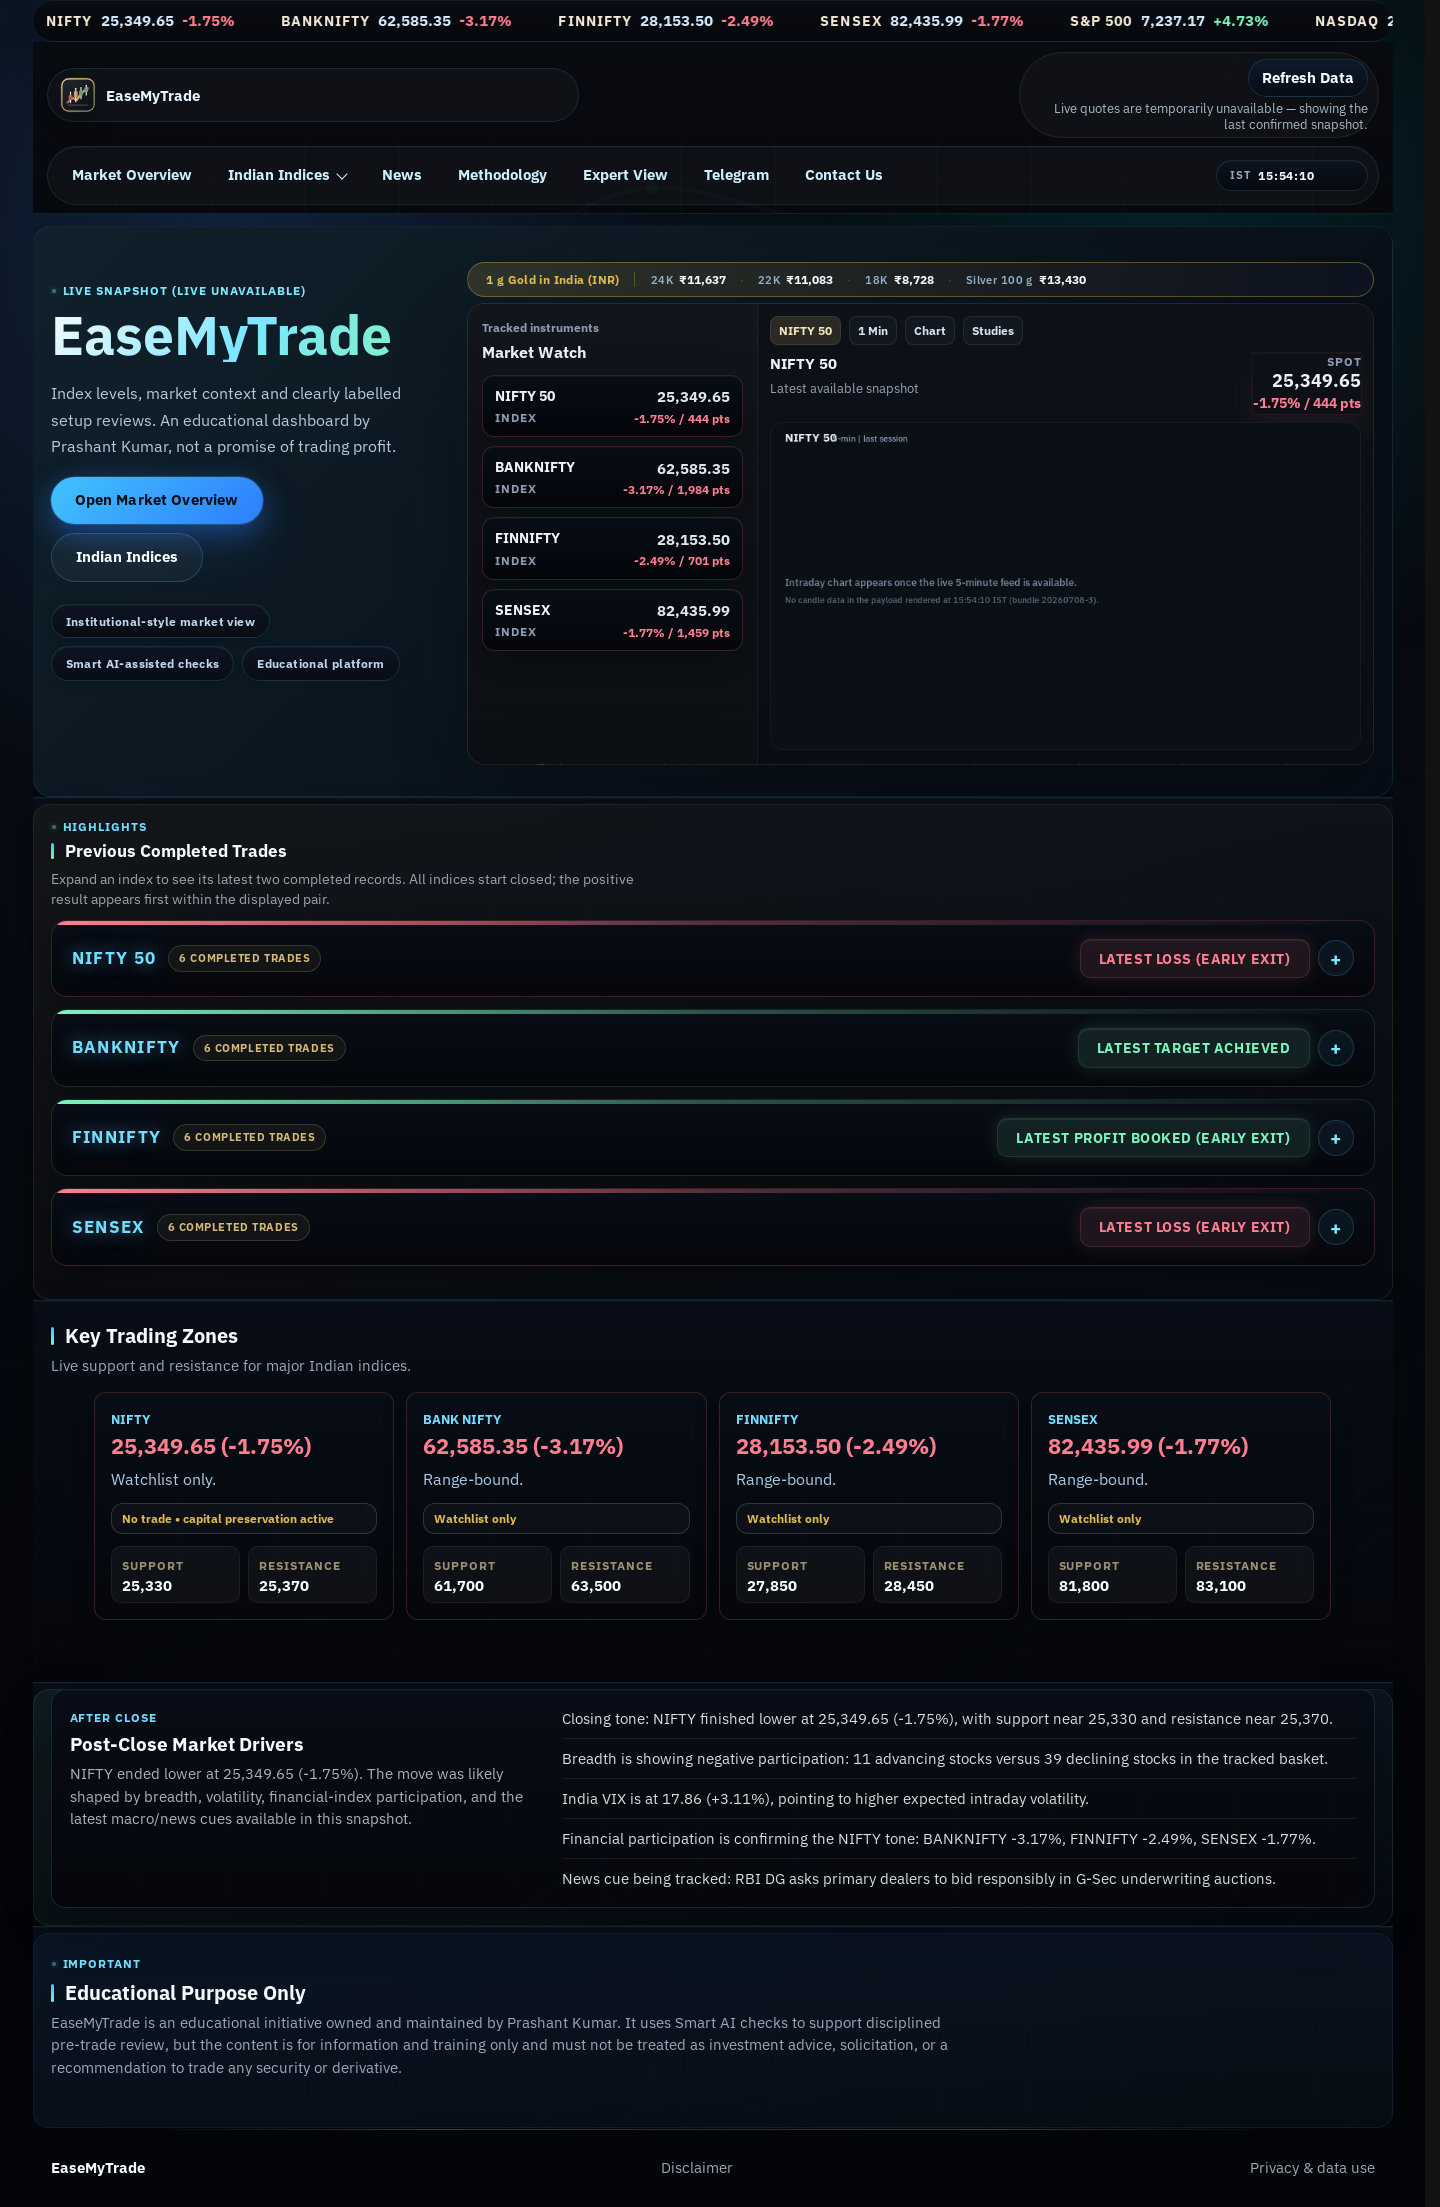 NIFTY 25,349.65 -1.75% BANKNIFTY 62,585.35 -3.17% FINNIFTY 28,153.50 -2.49% SENSEX 82,435.99 -1.77% S&P 500 7,237.17 +4.73% NASDAQ
EaseMyTrade
Refresh Data
Live quotes are temporarily unavailable — showing the
last confirmed snapshot.
Market Overview Indian Indices News Methodology Expert View Telegram Contact Us IST 15:54:10
LIVE SNAPSHOT (LIVE UNAVAILABLE)
EaseMyTrade
Index levels, market context and clearly labelled
setup reviews. An educational dashboard by
Prashant Kumar, not a promise of trading profit.
Open Market Overview
Indian Indices
Institutional-style market view
Smart AI-assisted checks Educational platform
1 g Gold in India (INR) 24K ₹11,637 · 22K ₹11,083 · 18K ₹8,728 · Silver 100 g ₹13,430
Tracked instruments
Market Watch
NIFTY 50 25,349.65
INDEX -1.75% / 444 pts
BANKNIFTY 62,585.35
INDEX -3.17% / 1,984 pts
FINNIFTY 28,153.50
INDEX -2.49% / 701 pts
SENSEX 82,435.99
INDEX -1.77% / 1,459 pts
NIFTY 50 1 Min Chart Studies
NIFTY 50
Latest available snapshot
SPOT
25,349.65
-1.75% / 444 pts
NIFTY 50 -min | last session
Intraday chart appears once the live 5-minute feed is available.
No candle data in the payload rendered at 15:54:10 IST (bundle 20260708-3).
HIGHLIGHTS
Previous Completed Trades
Expand an index to see its latest two completed records. All indices start closed; the positive
result appears first within the displayed pair.
NIFTY 50 6 COMPLETED TRADES LATEST LOSS (EARLY EXIT) +
BANKNIFTY 6 COMPLETED TRADES LATEST TARGET ACHIEVED +
FINNIFTY 6 COMPLETED TRADES LATEST PROFIT BOOKED (EARLY EXIT) +
SENSEX 6 COMPLETED TRADES LATEST LOSS (EARLY EXIT) +
Key Trading Zones
Live support and resistance for major Indian indices.
NIFTY
25,349.65 (-1.75%)
Watchlist only.
No trade • capital preservation active
SUPPORT RESISTANCE
25,330 25,370
BANK NIFTY
62,585.35 (-3.17%)
Range-bound.
Watchlist only
SUPPORT RESISTANCE
61,700 63,500
FINNIFTY
28,153.50 (-2.49%)
Range-bound.
Watchlist only
SUPPORT RESISTANCE
27,850 28,450
SENSEX
82,435.99 (-1.77%)
Range-bound.
Watchlist only
SUPPORT RESISTANCE
81,800 83,100
AFTER CLOSE
Post-Close Market Drivers
NIFTY ended lower at 25,349.65 (-1.75%). The move was likely
shaped by breadth, volatility, financial-index participation, and the
latest macro/news cues available in this snapshot.
Closing tone: NIFTY finished lower at 25,349.65 (-1.75%), with support near 25,330 and resistance near 25,370.
Breadth is showing negative participation: 11 advancing stocks versus 39 declining stocks in the tracked basket.
India VIX is at 17.86 (+3.11%), pointing to higher expected intraday volatility.
Financial participation is confirming the NIFTY tone: BANKNIFTY -3.17%, FINNIFTY -2.49%, SENSEX -1.77%.
News cue being tracked: RBI DG asks primary dealers to bid responsibly in G-Sec underwriting auctions.
IMPORTANT
Educational Purpose Only
EaseMyTrade is an educational initiative owned and maintained by Prashant Kumar. It uses Smart AI checks to support disciplined
pre-trade review, but the content is for information and training only and must not be treated as investment advice, solicitation, or a
recommendation to trade any security or derivative.
EaseMyTrade Disclaimer Privacy & data use